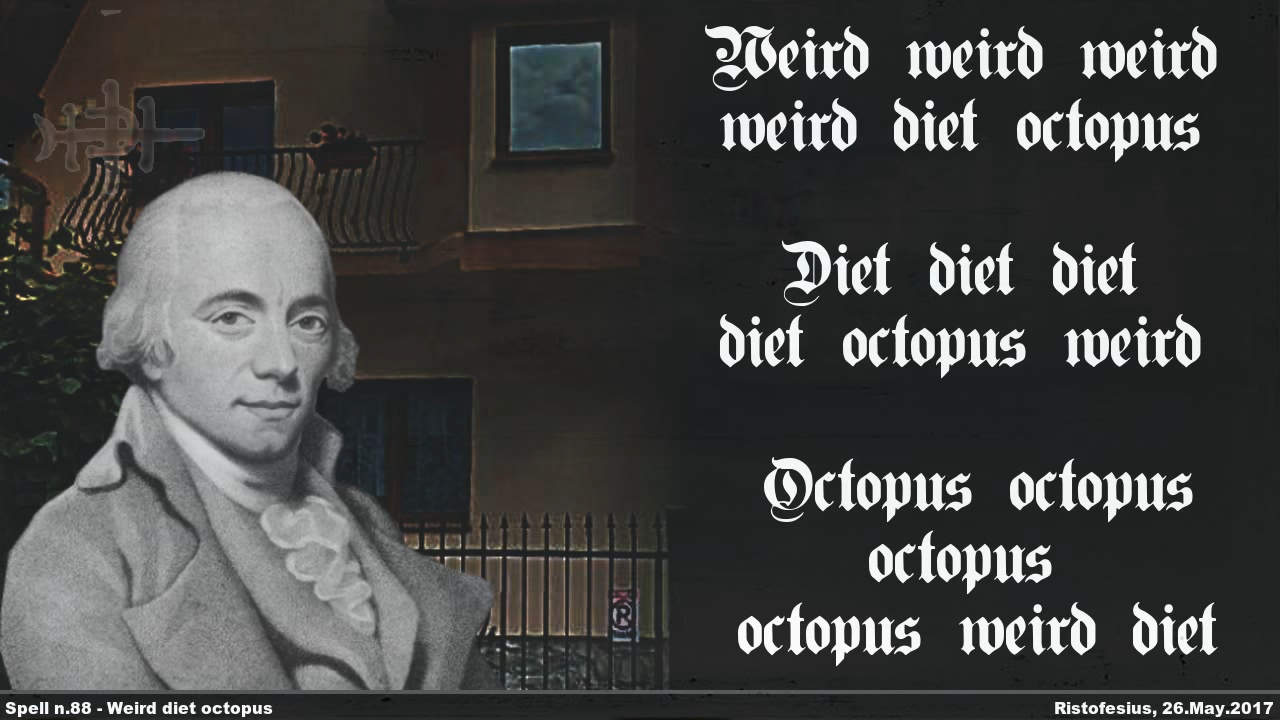 Weird weird weird
weird diet octopus
Diet diet diet
diet octopus weird
Octopus octopus
octopus
octopus weird diet
R
Spell n.88 - Weird diet octopus
Ristofesius, 26.May.2017